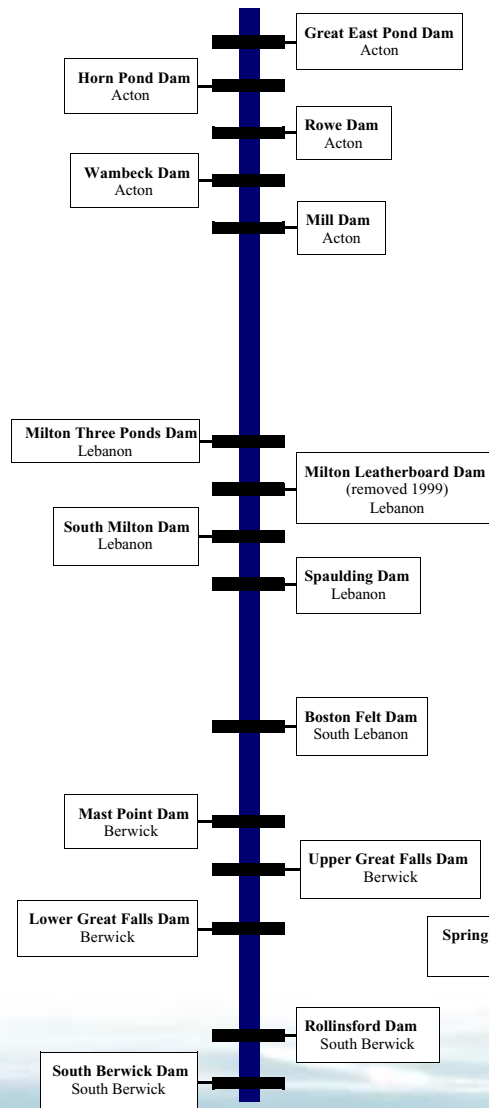 Great East Pond Dam
Acton
Horn Pond Dam
Acton
Rowe Dam
Acton
Wambeck Dam
Acton
Mill Dam
Acton
Milton Three Ponds Dam
Lebanon
Milton Leatherboard Dam
(removed 1999)
Lebanon
South Milton Dam
Lebanon
Spaulding Dam
Lebanon
Boston Felt Dam
South Lebanon
Mast Point Dam
Berwick
Upper Great Falls Dam
Berwick
Lower Great Falls Dam
Berwick
Spring
Rollinsford Dam
South Berwick
South Berwick Dam
South Berwick